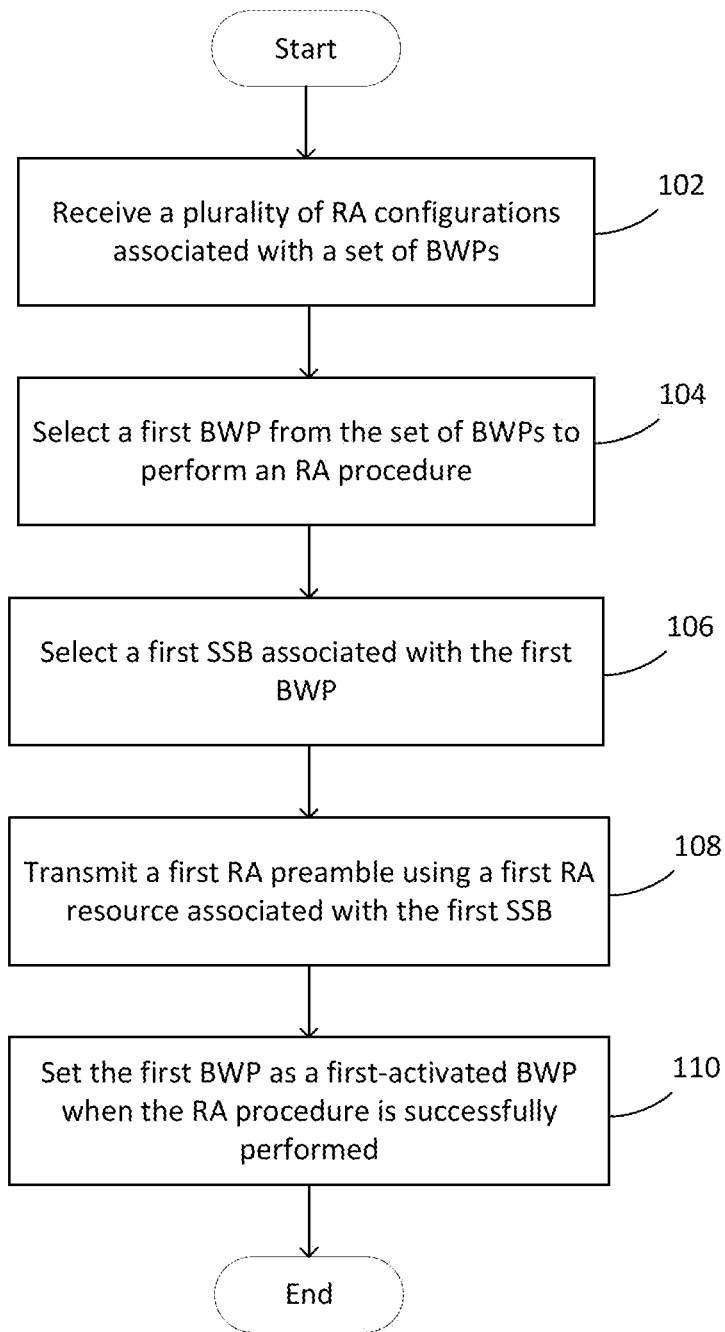 Start
Receive a plurality of RA configurations
associated with a set of BWPs
102
Select a first BWP from the set of BWPs to
perform an RA procedure
104
Select a first SSB associated with the first
BWP
106
Transmit a first RA preamble using a first RA
resource associated with the first SSB
108
Set the first BWP as a first-activated BWP
when the RA procedure is successfully
performed
110
End